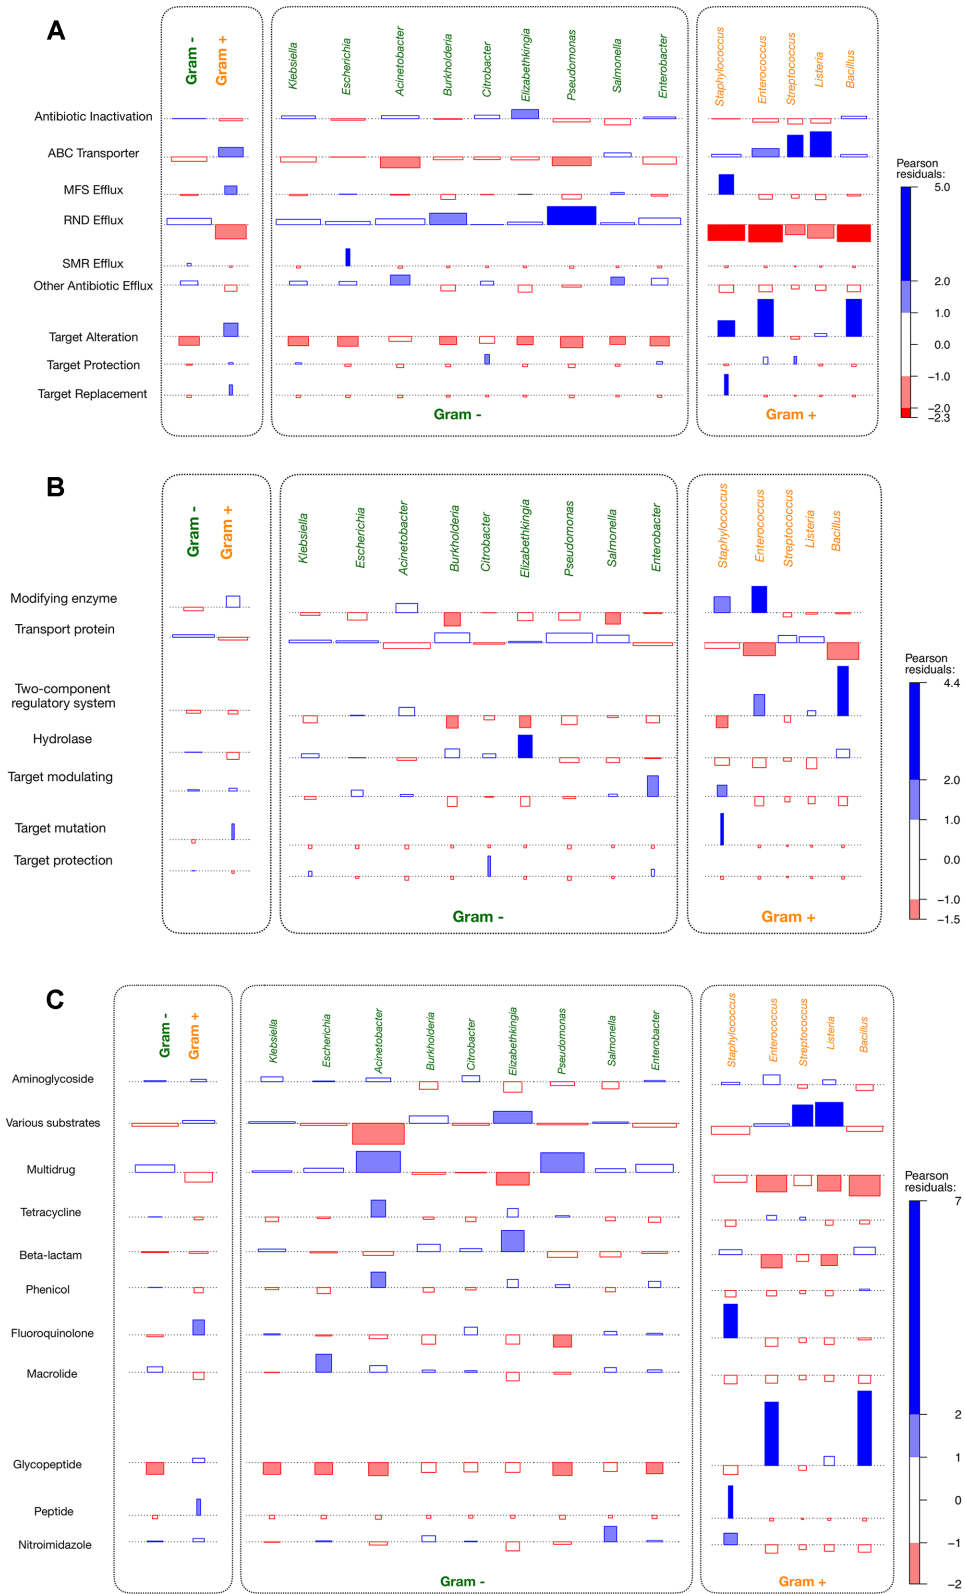 A
Gram -
Gram +
Klebsiella
Escherichia
Acinetobacter
Burkholderia
Citrobacter
Elizabethkingia
Pseudomonas
Salmonella
Enterobacter
Staphylococcus
Enterococcus
Streptococcus
Listeria
Bacillus
Antibiotic Inactivation
ABC Transporter
MFS Efflux
RND Efflux
SMR Efflux
Other Antibiotic Efflux
Target Alteration
Target Protection
Target Replacement
Gram -
Gram +
Pearson
residuals:
5.0
2.0
1.0
0.0
−1.0
−2.0
−2.3
B
Gram -
Gram +
Klebsiella
Escherichia
Acinetobacter
Burkholderia
Citrobacter
Elizabethkingia
Pseudomonas
Salmonella
Enterobacter
Staphylococcus
Enterococcus
Streptococcus
Listeria
Bacillus
Modifying enzyme
Transport protein
Two-component
regulatory system
Hydrolase
Target modulating
Target mutation
Target protection
Gram -
Gram +
Pearson
residuals:
4.4
2.0
1.0
0.0
−1.0
−1.5
C
Gram -
Gram +
Klebsiella
Escherichia
Acinetobacter
Burkholderia
Citrobacter
Elizabethkingia
Pseudomonas
Salmonella
Enterobacter
Staphylococcus
Enterococcus
Streptococcus
Listeria
Bacillus
Aminoglycoside
Various substrates
Multidrug
Tetracycline
Beta-lactam
Phenicol
Fluoroquinolone
Macrolide
Glycopeptide
Peptide
Nitroimidazole
Gram -
Gram +
Pearson
residuals:
7
2
1
0
−1
−2